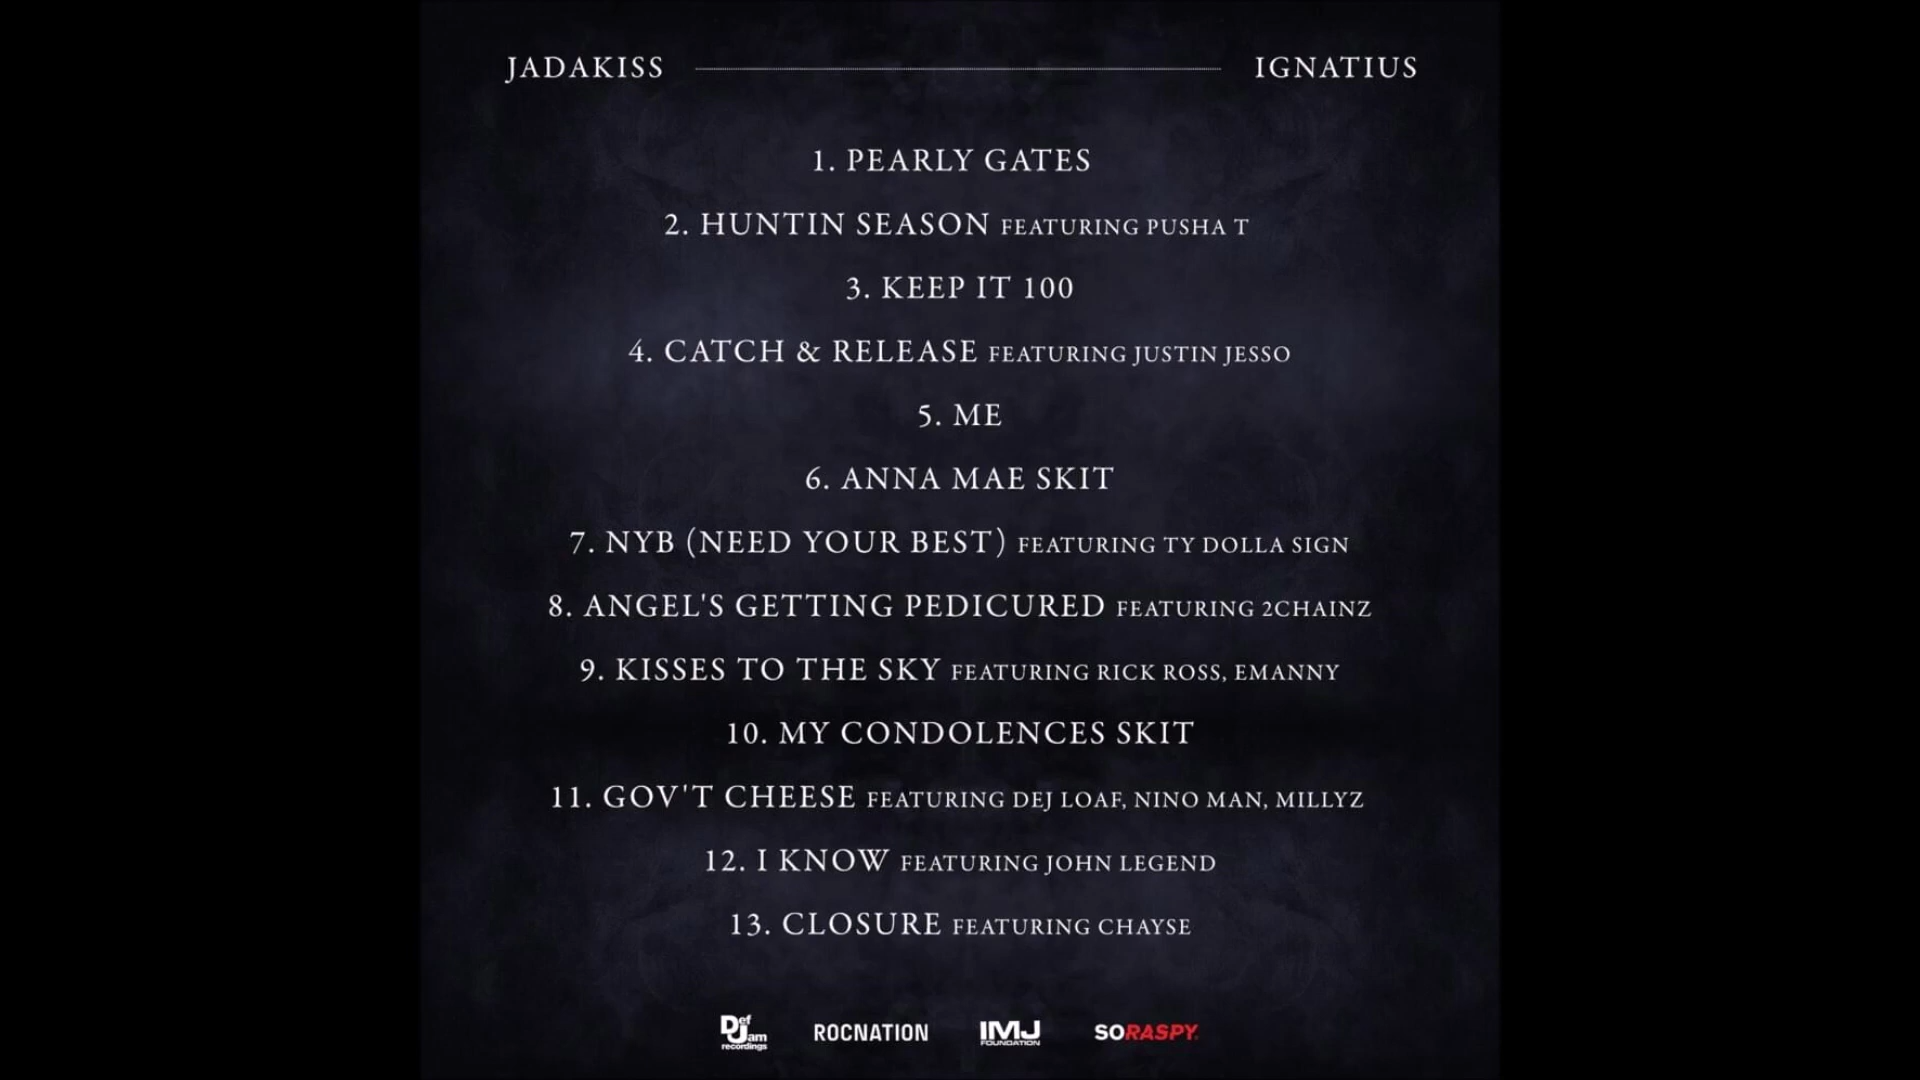 JADAKISS IGNATIUS
1. PEARLY GATES
2. HUNTIN SEASON FEATURING PUSHA T
3. KEEP IT 100
4. CATCH & RELEASE FEATURING JUSTIN JESSO
5. ME
6. ANNA MAE SKIT
7. NYB (NEED YOUR BEST) FEATURING TY DOLLA SIGN
8. ANGEL'S GETTING PEDICURED FEATURING 2CHAINZ
9. KISSES TO THE SKY FEATURING RICK ROSS, EMANNY
10. MY CONDOLENCES SKIT
11. GOV'T CHEESE FEATURING DEJ LOAF, NINO MAN, MILLYZ
12. I KNOW FEATURING JOHN LEGEND
13. CLOSURE FEATURING CHAYSE
Def Jam recordings ROCNATION IMJ FOUNDATION SORASPY